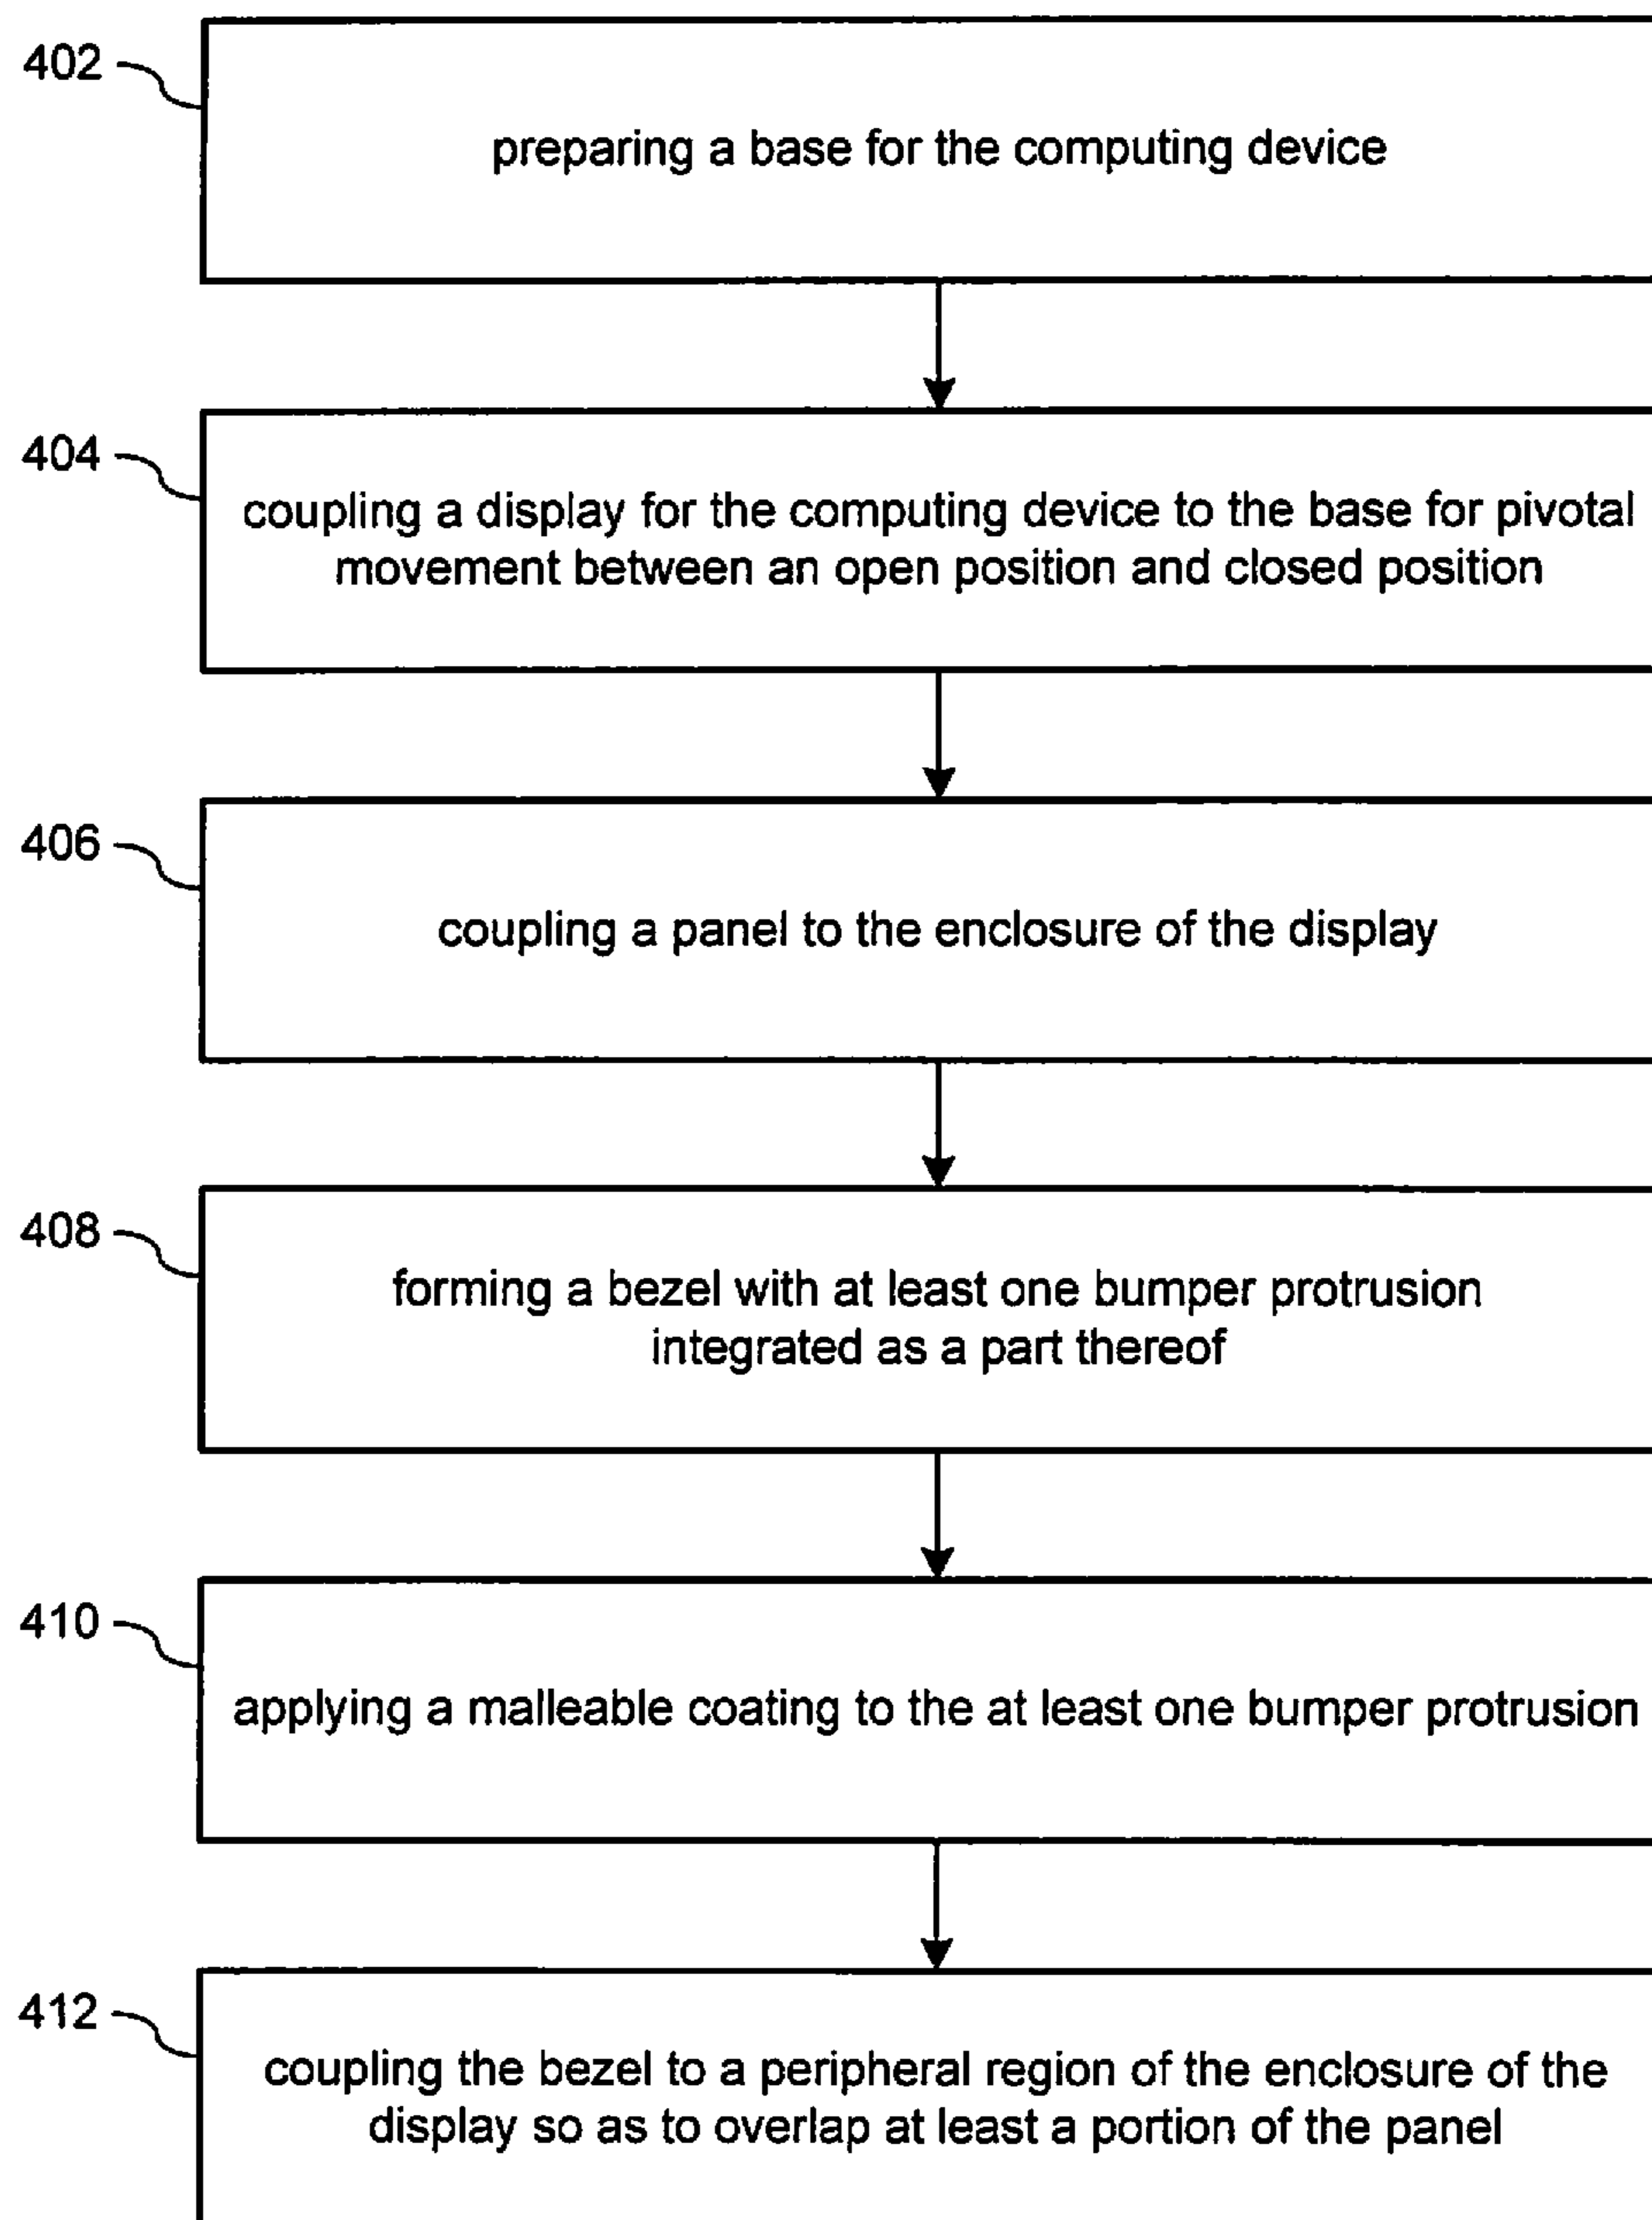 402
preparing a base for the computing device
404
coupling a display for the computing device to the base for pivotal
movement between an open position and closed position
406
coupling a panel to the enclosure of the display
408
forming a bezel with at least one bumper protrusion
integrated as a part thereof
410
applying a malleable coating to the at least one bumper protrusion
412
coupling the bezel to a peripheral region of the enclosure of the
display so as to overlap at least a portion of the panel